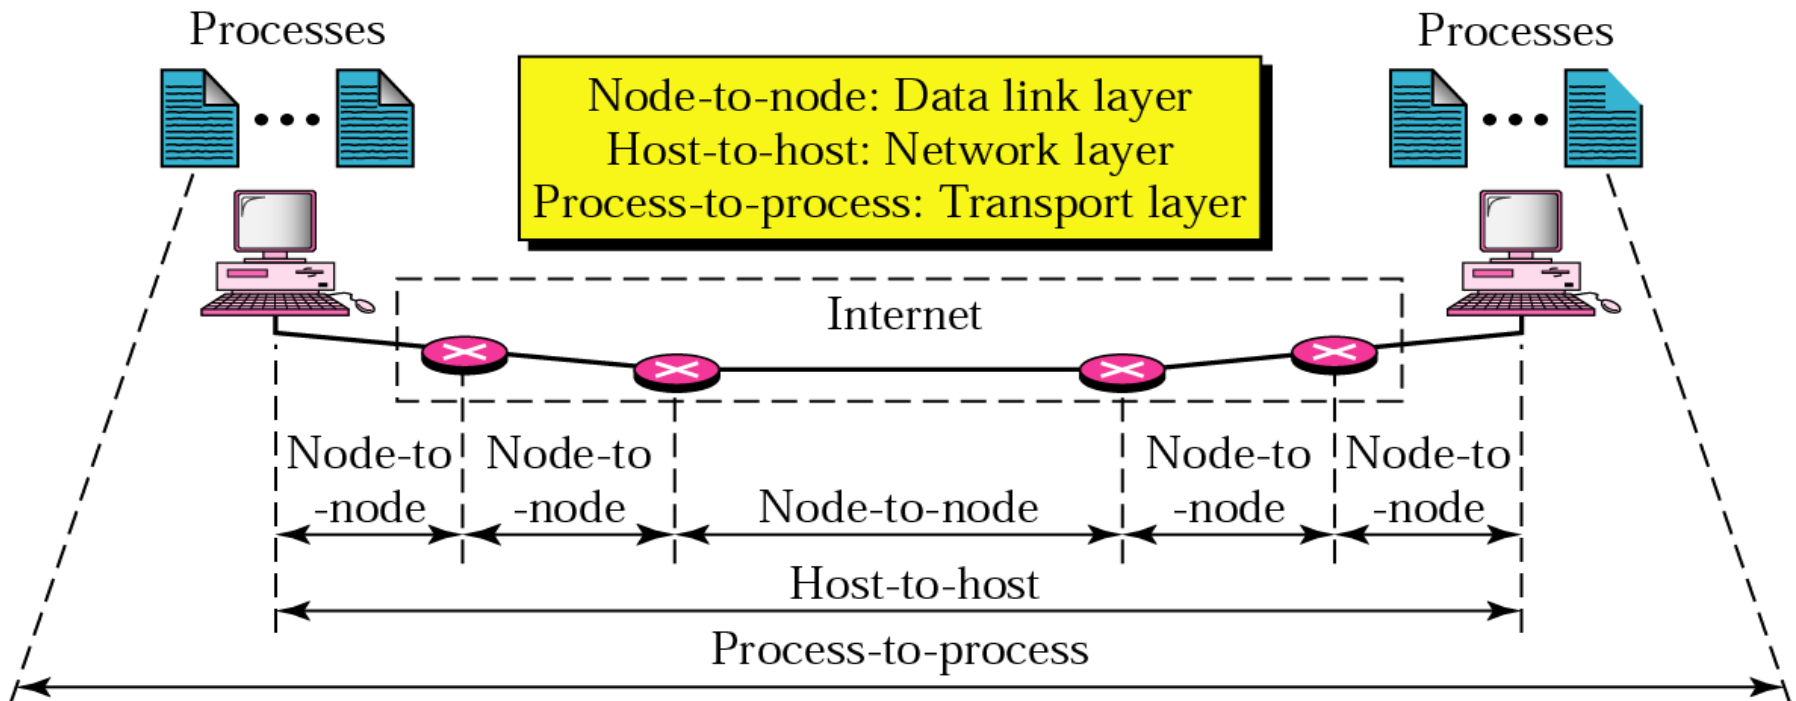 Processes
Processes
Node-to-node: Data link layer
Host-to-host: Network layer
Process-to-process: Transport layer
Internet
Node-to
-node
Node-to
-node
Node-to-node
Node-to
-node
Node-to
-node
Host-to-host
Process-to-process